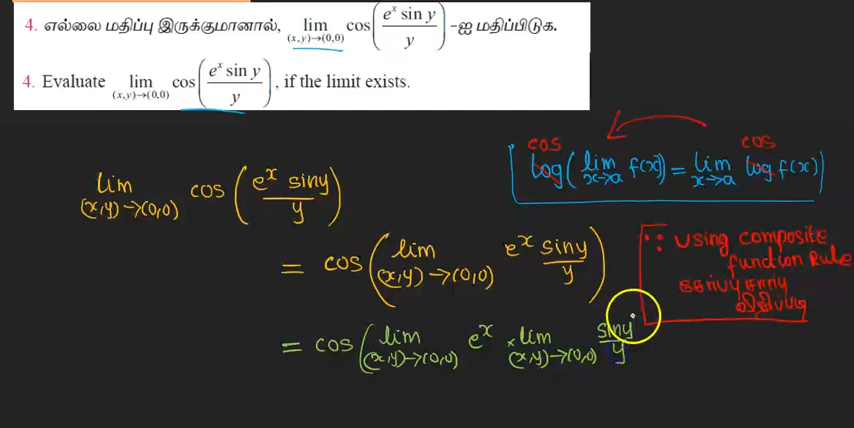 4. எல்லை மதிப்பு இருக்குமானால், lim (x,y)→(0,0) cos(e^x sin y / y) -ஐ மதிப்பிடுக.
4. Evaluate lim (x,y)→(0,0) cos(e^x sin y / y), if the limit exists.
cos cos
log(lim x→a f(x)) = lim x→a log f(x)
lim (x,y)→(0,0) cos(e^x siny / y)
= cos(lim (x,y)→(0,0) e^x siny / y)
∵ using composite
function Rule
சேர்ப்பு சார்பு
விதிப்படி
= cos(lim (x,y)→(0,0) e^x × lim (x,y)→(0,0) siny / y